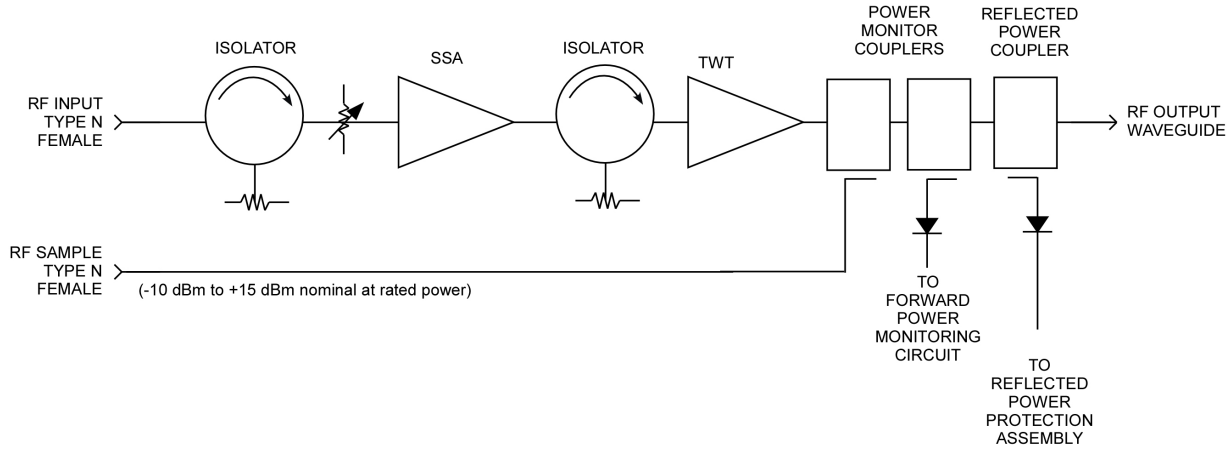 POWER
MONITOR
COUPLERS
REFLECTED
POWER
COUPLER
ISOLATOR
SSA
ISOLATOR
TWT
RF INPUT
TYPE N
FEMALE
RF OUTPUT
WAVEGUIDE
RF SAMPLE
TYPE N
FEMALE
(-10 dBm to +15 dBm nominal at rated power)
TO
FORWARD
POWER
MONITORING
CIRCUIT
TO
REFLECTED
POWER
PROTECTION
ASSEMBLY